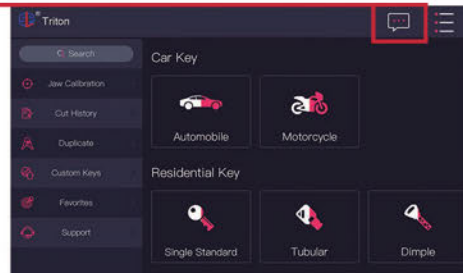 Triton
Search
Jaw Calibration
Cut History
Duplicate
Custom Keys
Favorites
Support
Car Key
Automobile
Motorcycle
Residential Key
Single Standard
Tubular
Dimple